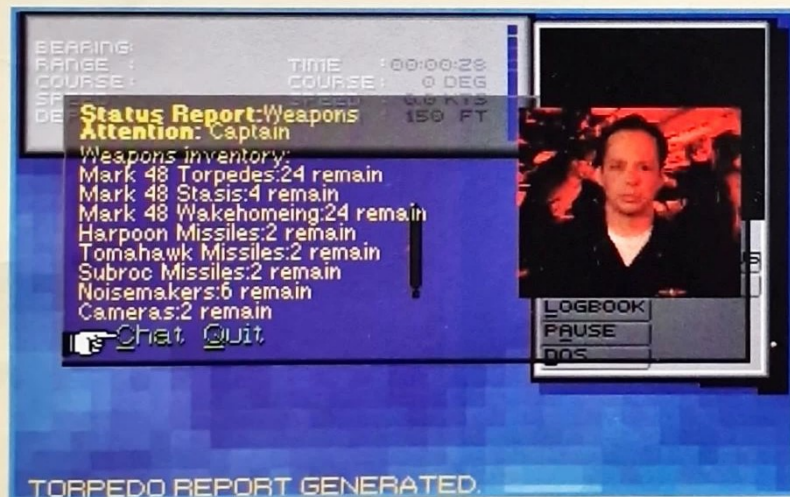 BEARING:
RANGE :
COURSE:
TIME :00:00:28
COURSE: 0 DEG
SPEED : 0.0 KTS
150 FT
Status Report:Weapons
Attention: Captain
Weapons inventory:
Mark 48 Torpedes:24 remain
Mark 48 Stasis:4 remain
Mark 48 Wakehomeing:24 remain
Harpoon Missiles:2 remain
Tomahawk Missiles:2 remain
Subroc Missiles:2 remain
Noisemakers:6 remain
Cameras:2 remain
Chat Quit
LOGBOOK
PAUSE
DOS
TORPEDO REPORT GENERATED.